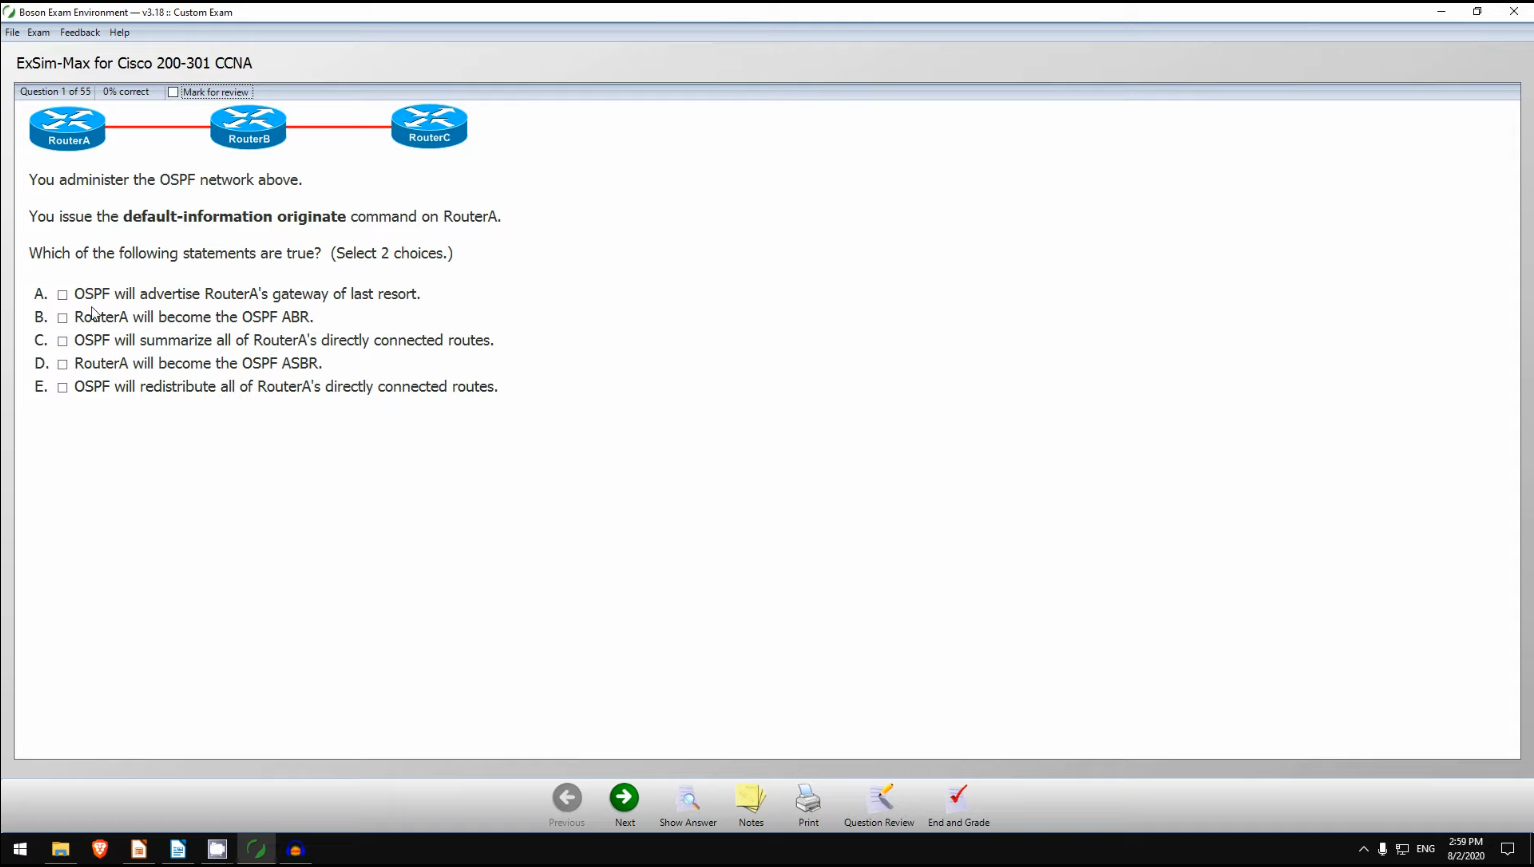 Boson Exam Environment — v3.18 :: Custom Exam
File Exam Feedback Help
ExSim-Max for Cisco 200-301 CCNA
Question 1 of 55 0% correct Mark for review
RouterA RouterB RouterC
You administer the OSPF network above.
You issue the default-information originate command on RouterA.
Which of the following statements are true? (Select 2 choices.)
A. OSPF will advertise RouterA's gateway of last resort.
B. RouterA will become the OSPF ABR.
C. OSPF will summarize all of RouterA's directly connected routes.
D. RouterA will become the OSPF ASBR.
E. OSPF will redistribute all of RouterA's directly connected routes.
Previous Next Show Answer Notes Print Question Review End and Grade
ENG 2:59 PM
8/2/2020